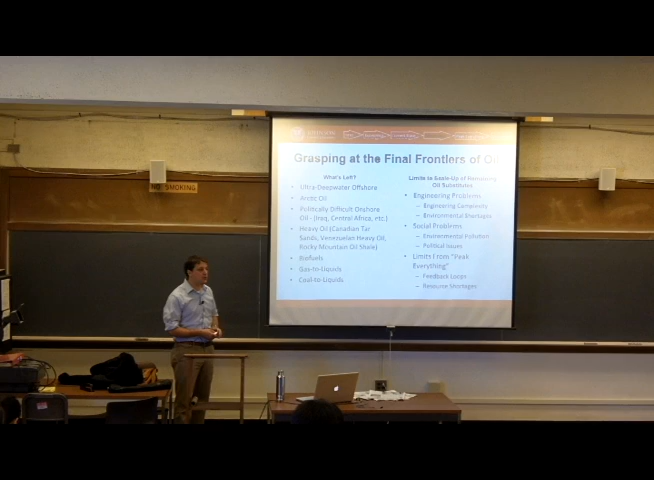 Grasping at the Final Frontiers of Oil
What's Left?
• Ultra-Deepwater Offshore
• Arctic Oil
• Politically Difficult Onshore
Oil - (Iraq, Central Africa, etc.)
• Heavy Oil (Canadian Tar
Sands, Venezuelan Heavy Oil,
Rocky Mountain Oil Shale)
• Biofuels
• Gas-to-Liquids
• Coal-to-Liquids
Limits to Scale-Up of Remaining
Oil Substitutes
• Engineering Problems
– Engineering Complexity
– Environmental Shortages
• Social Problems
– Environmental Pollution
– Political Issues
• Limits From "Peak
Everything"
– Feedback Loops
– Resource Shortages
NO SMOKING